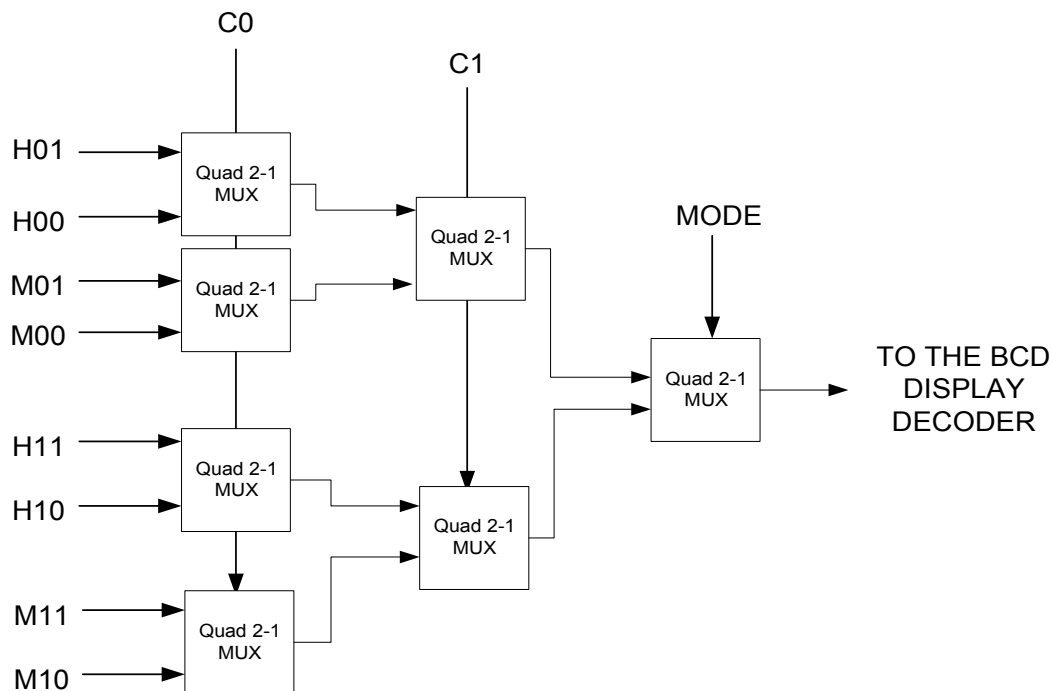 C0
C1
H01
Quad 2-1
MUX
H00
MODE
Quad 2-1
MUX
M01
Quad 2-1
MUX
M00
TO THE BCD
DISPLAY
DECODER
Quad 2-1
MUX
H11
Quad 2-1
MUX
H10
Quad 2-1
MUX
M11
Quad 2-1
MUX
M10